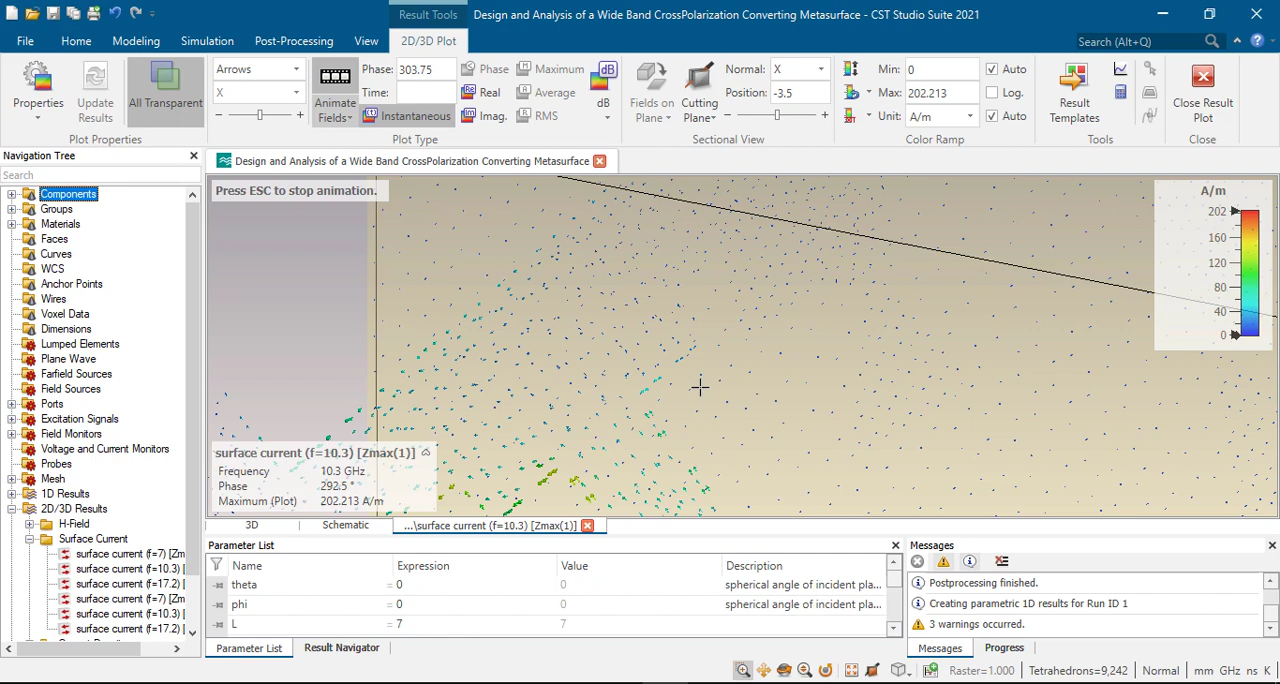 Result Tools
Design and Analysis of a Wide Band CrossPolarization Converting Metasurface - CST Studio Suite 2021
File
Home
Modeling
Simulation
Post-Processing
View
2D/3D Plot
Search (Alt+Q)
Properties
Update Results
All Transparent
Plot Properties
Arrows
X
Animate Fields
Phase: 303.75
Time:
Instantaneous
Phase
Real
Imag.
Maximum
Average
RMS
dB
dB
Plot Type
Fields on Plane
Cutting Plane
Normal: X
Position: -3.5
Sectional View
Min: 0
Max: 202.213
Unit: A/m
Auto
Log.
Auto
Color Ramp
Result Templates
Tools
Close Result Plot
Close
Navigation Tree
Search
Components
Groups
Materials
Faces
Curves
WCS
Anchor Points
Wires
Voxel Data
Dimensions
Lumped Elements
Plane Wave
Farfield Sources
Field Sources
Ports
Excitation Signals
Field Monitors
Voltage and Current Monitors
Probes
Mesh
1D Results
2D/3D Results
H-Field
Surface Current
surface current (f=7) [Zm
surface current (f=10.3) [
surface current (f=17.2) [
surface current (f=7) [Zm
surface current (f=10.3) [
surface current (f=17.2) [
Design and Analysis of a Wide Band CrossPolarization Converting Metasurface
Press ESC to stop animation.
A/m
202
160
120
80
40
0
surface current (f=10.3) [Zmax(1)]
Frequency 10.3 GHz
Phase 292.5 °
Maximum (Plot) 202.213 A/m
3D
Schematic
...\surface current (f=10.3) [Zmax(1)]
Parameter List
Name Expression Value Description
theta = 0 0 spherical angle of incident pla...
phi = 0 0 spherical angle of incident pla...
L = 7 7
Parameter List
Result Navigator
Messages
Postprocessing finished.
Creating parametric 1D results for Run ID 1
3 warnings occurred.
Messages
Progress
Raster=1.000
Tetrahedrons=9,242
Normal
mm GHz ns K